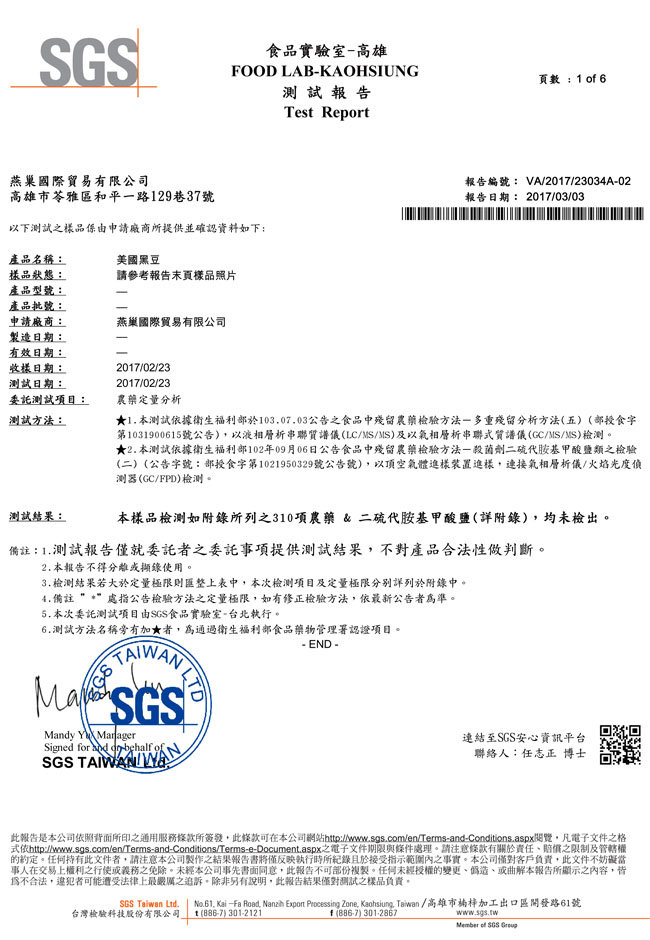 SGS
食品實驗室-高雄
FOOD LAB-KAOHSIUNG
測 試 報 告
Test Report
頁數 : 1 of 6
燕巢國際貿易有限公司
高雄市苓雅區和平一路129巷37號
報告編號： VA/2017/23034A-02
報告日期： 2017/03/03
以下測試之樣品係由申請廠商所提供並確認資料如下:
產品名稱： 美國黑豆
樣品狀態： 請參考報告末頁樣品照片
產品型號： —
產品批號： —
申請廠商： 燕巢國際貿易有限公司
製造日期： —
有效日期： —
收樣日期： 2017/02/23
測試日期： 2017/02/23
委託測試項目： 農藥定量分析
測試方法： ★1.本測試依據衛生福利部於103.07.03公告之食品中殘留農藥檢驗方法－多重殘留分析方法(五) (部授食字
第1031900615號公告)，以液相層析串聯質譜儀(LC/MS/MS)及以氣相層析串聯式質譜儀(GC/MS/MS)檢測。
★2.本測試依據衛生福利部102年09月06日公告食品中殘留農藥檢驗方法－殺菌劑二硫代胺基甲酸鹽類之檢驗
(二) (公告字號：部授食字第1021950329號公告號)，以頂空氣體進樣裝置進樣，連接氣相層析儀/火焰光度偵
測器(GC/FPD)檢測。
測試結果： 本樣品檢測如附錄所列之310項農藥 & 二硫代胺基甲酸鹽(詳附錄)，均未檢出。
備註：1.測試報告僅就委託者之委託事項提供測試結果，不對產品合法性做判斷。
2.本報告不得分離或擷錄使用。
3.檢測結果若大於定量極限則匯整上表中，本次檢測項目及定量極限分別詳列於附錄中。
4.備註 ＂*＂處指公告檢驗方法之定量極限，如有修正檢驗方法，依最新公告者為準。
5.本次委託測試項目由SGS食品實驗室-台北執行。
6.測試方法名稱旁有加★者，為通過衛生福利部食品藥物管理署認證項目。
- END -
SGS TAIWAN LTD
SGS
TAIWAN
Mandy Yu/ Manager
Signed for and on behalf of
SGS TAIWAN Ltd.
連結至SGS安心資訊平台
聯絡人：任志正 博士
此報告是本公司依照背面所印之通用服務條款所簽發，此條款可在本公司網站http://www.sgs.com/en/Terms-and-Conditions.aspx閱覽，凡電子文件之格
式依http://www.sgs.com/en/Terms-and-Conditions/Terms-e-Document.aspx之電子文件期限與條件處理。請注意條款有關於責任、賠償之限制及管轄權
的約定。任何持有此文件者，請注意本公司製作之結果報告書將僅反映執行時所紀錄且於接受指示範圍內之事實。本公司僅對客戶負責，此文件不妨礙當
事人在交易上權利之行使或義務之免除。未經本公司事先書面同意，此報告不可部份複製。任何未經授權的變更、偽造、或曲解本報告所顯示之內容，皆
為不合法，違犯者可能遭受法律上最嚴厲之追訴。除非另有說明，此報告結果僅對測試之樣品負責。
SGS Taiwan Ltd. No.61, Kai –Fa Road, Nanzih Export Processing Zone, Kaohsiung, Taiwan /高雄市楠梓加工出口區開發路61號
台灣檢驗科技股份有限公司 t (886-7) 301-2121 f (886-7) 301-2867 www.sgs.tw
Member of SGS Group